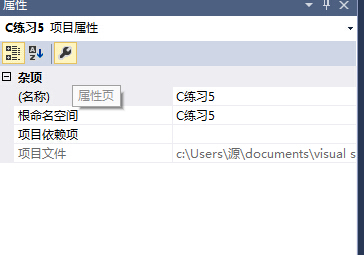 属性
C练习5 项目属性
杂项
(名称) C练习5
属性页
根命名空间 C练习5
项目依赖项
项目文件 c:\Users\源\documents\visual s